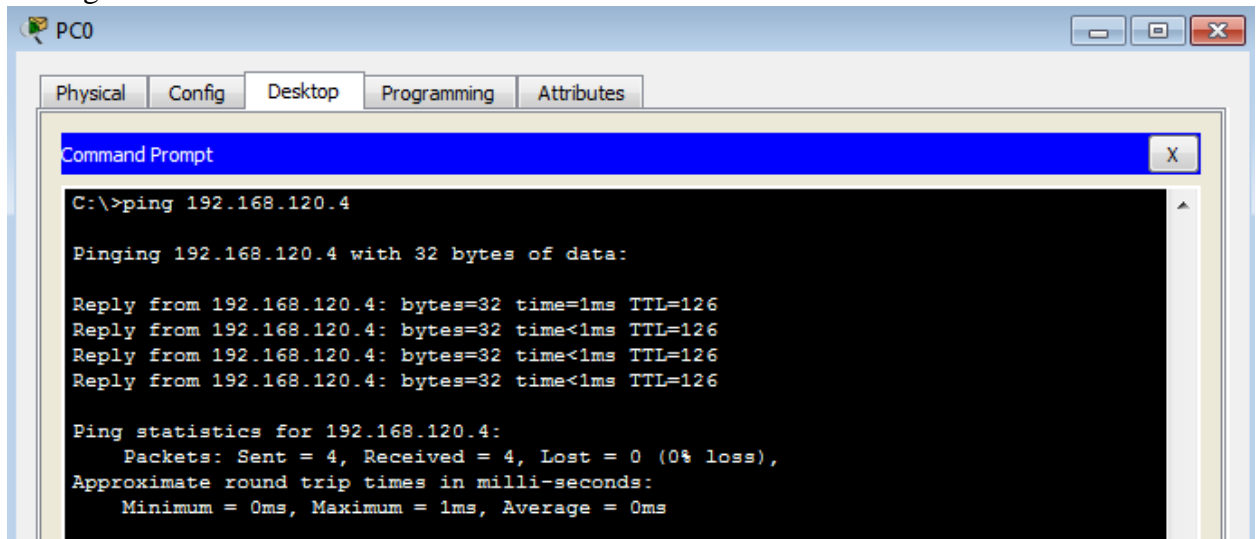 PC0
Physical Config Desktop Programming Attributes
Command Prompt X
C:\>ping 192.168.120.4
Pinging 192.168.120.4 with 32 bytes of data:
Reply from 192.168.120.4: bytes=32 time=1ms TTL=126
Reply from 192.168.120.4: bytes=32 time<1ms TTL=126
Reply from 192.168.120.4: bytes=32 time<1ms TTL=126
Reply from 192.168.120.4: bytes=32 time<1ms TTL=126
Ping statistics for 192.168.120.4:
Packets: Sent = 4, Received = 4, Lost = 0 (0% loss),
Approximate round trip times in milli-seconds:
Minimum = 0ms, Maximum = 1ms, Average = 0ms